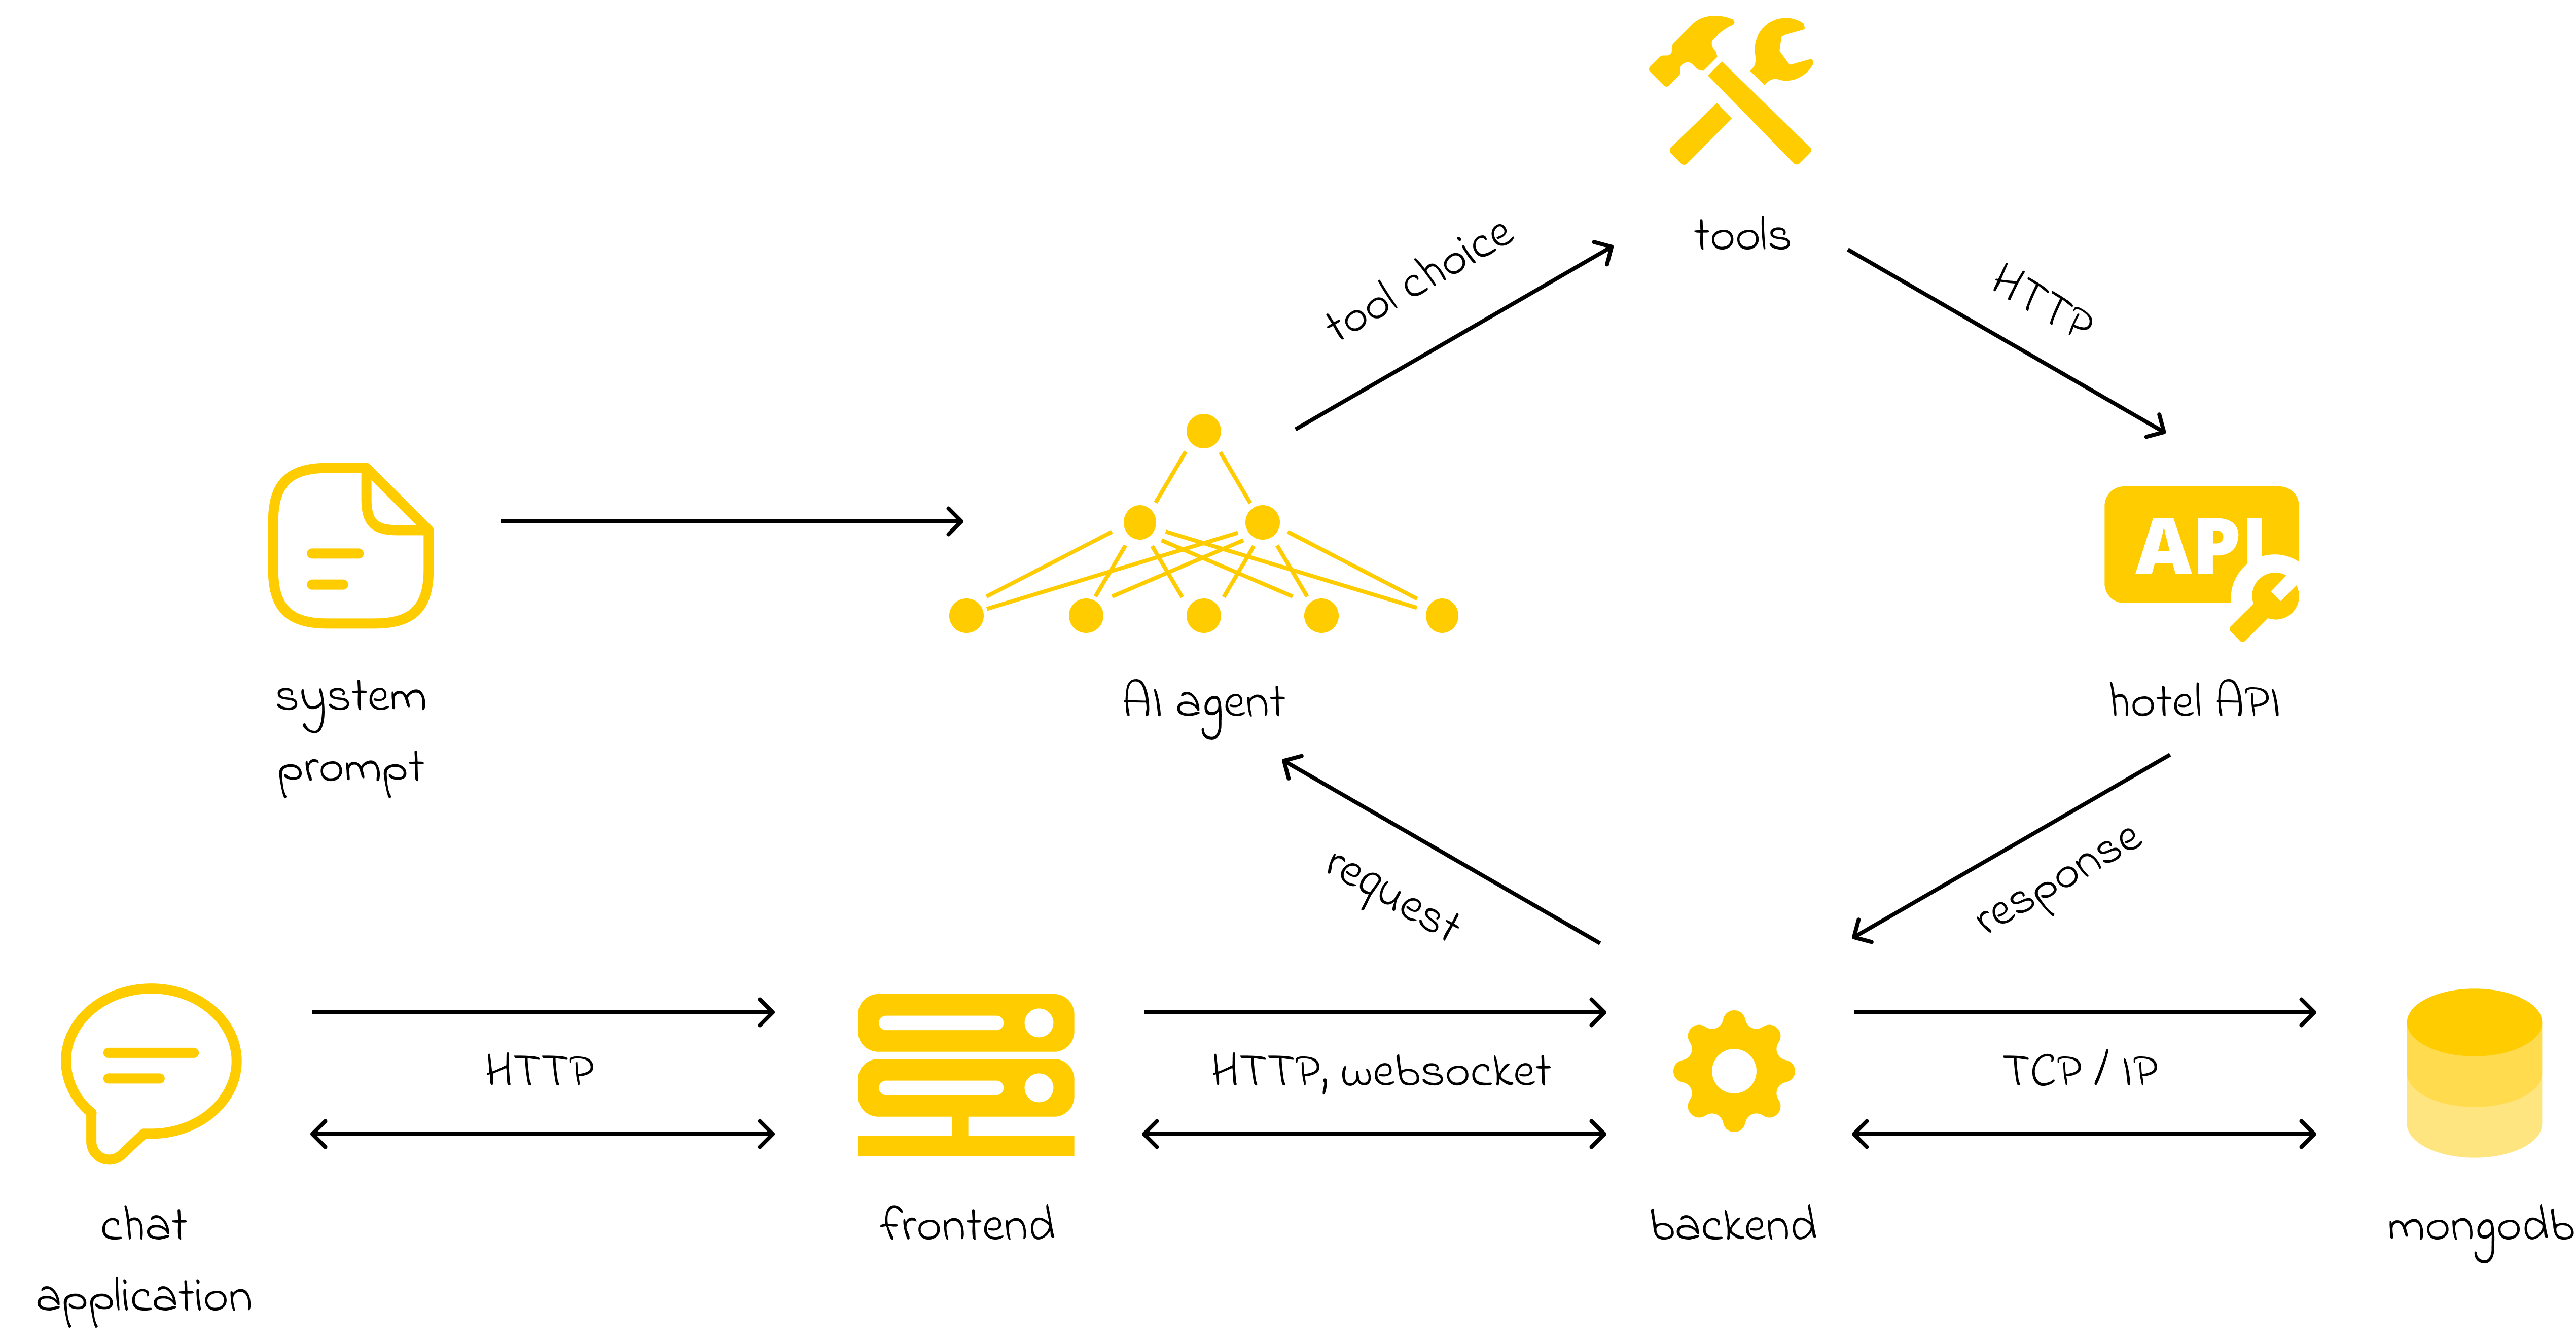 tools
tool choice
HTTP
API
system
prompt
AI agent
hotel API
request
response
HTTP
HTTP, websocket
TCP / IP
chat
application
frontend
backend
mongodb